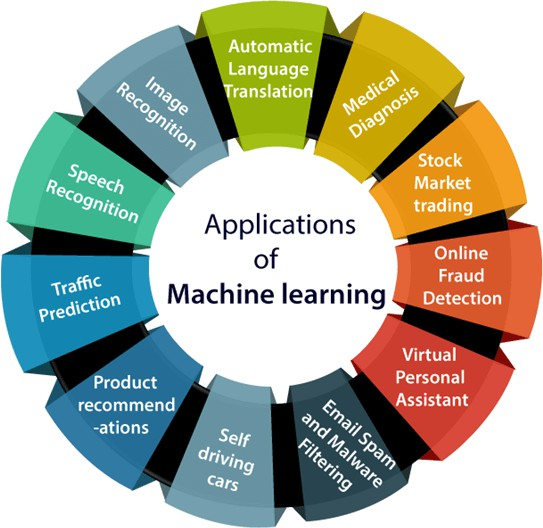 Applications
of
Machine learning
Automatic
Language
Translation
Medical
Diagnosis
Stock
Market
trading
Online
Fraud
Detection
Virtual
Personal
Assistant
Email Spam
and Malware
Filtering
Self
driving
cars
Product
recommend
-ations
Traffic
Prediction
Speech
Recognition
Image
Recognition